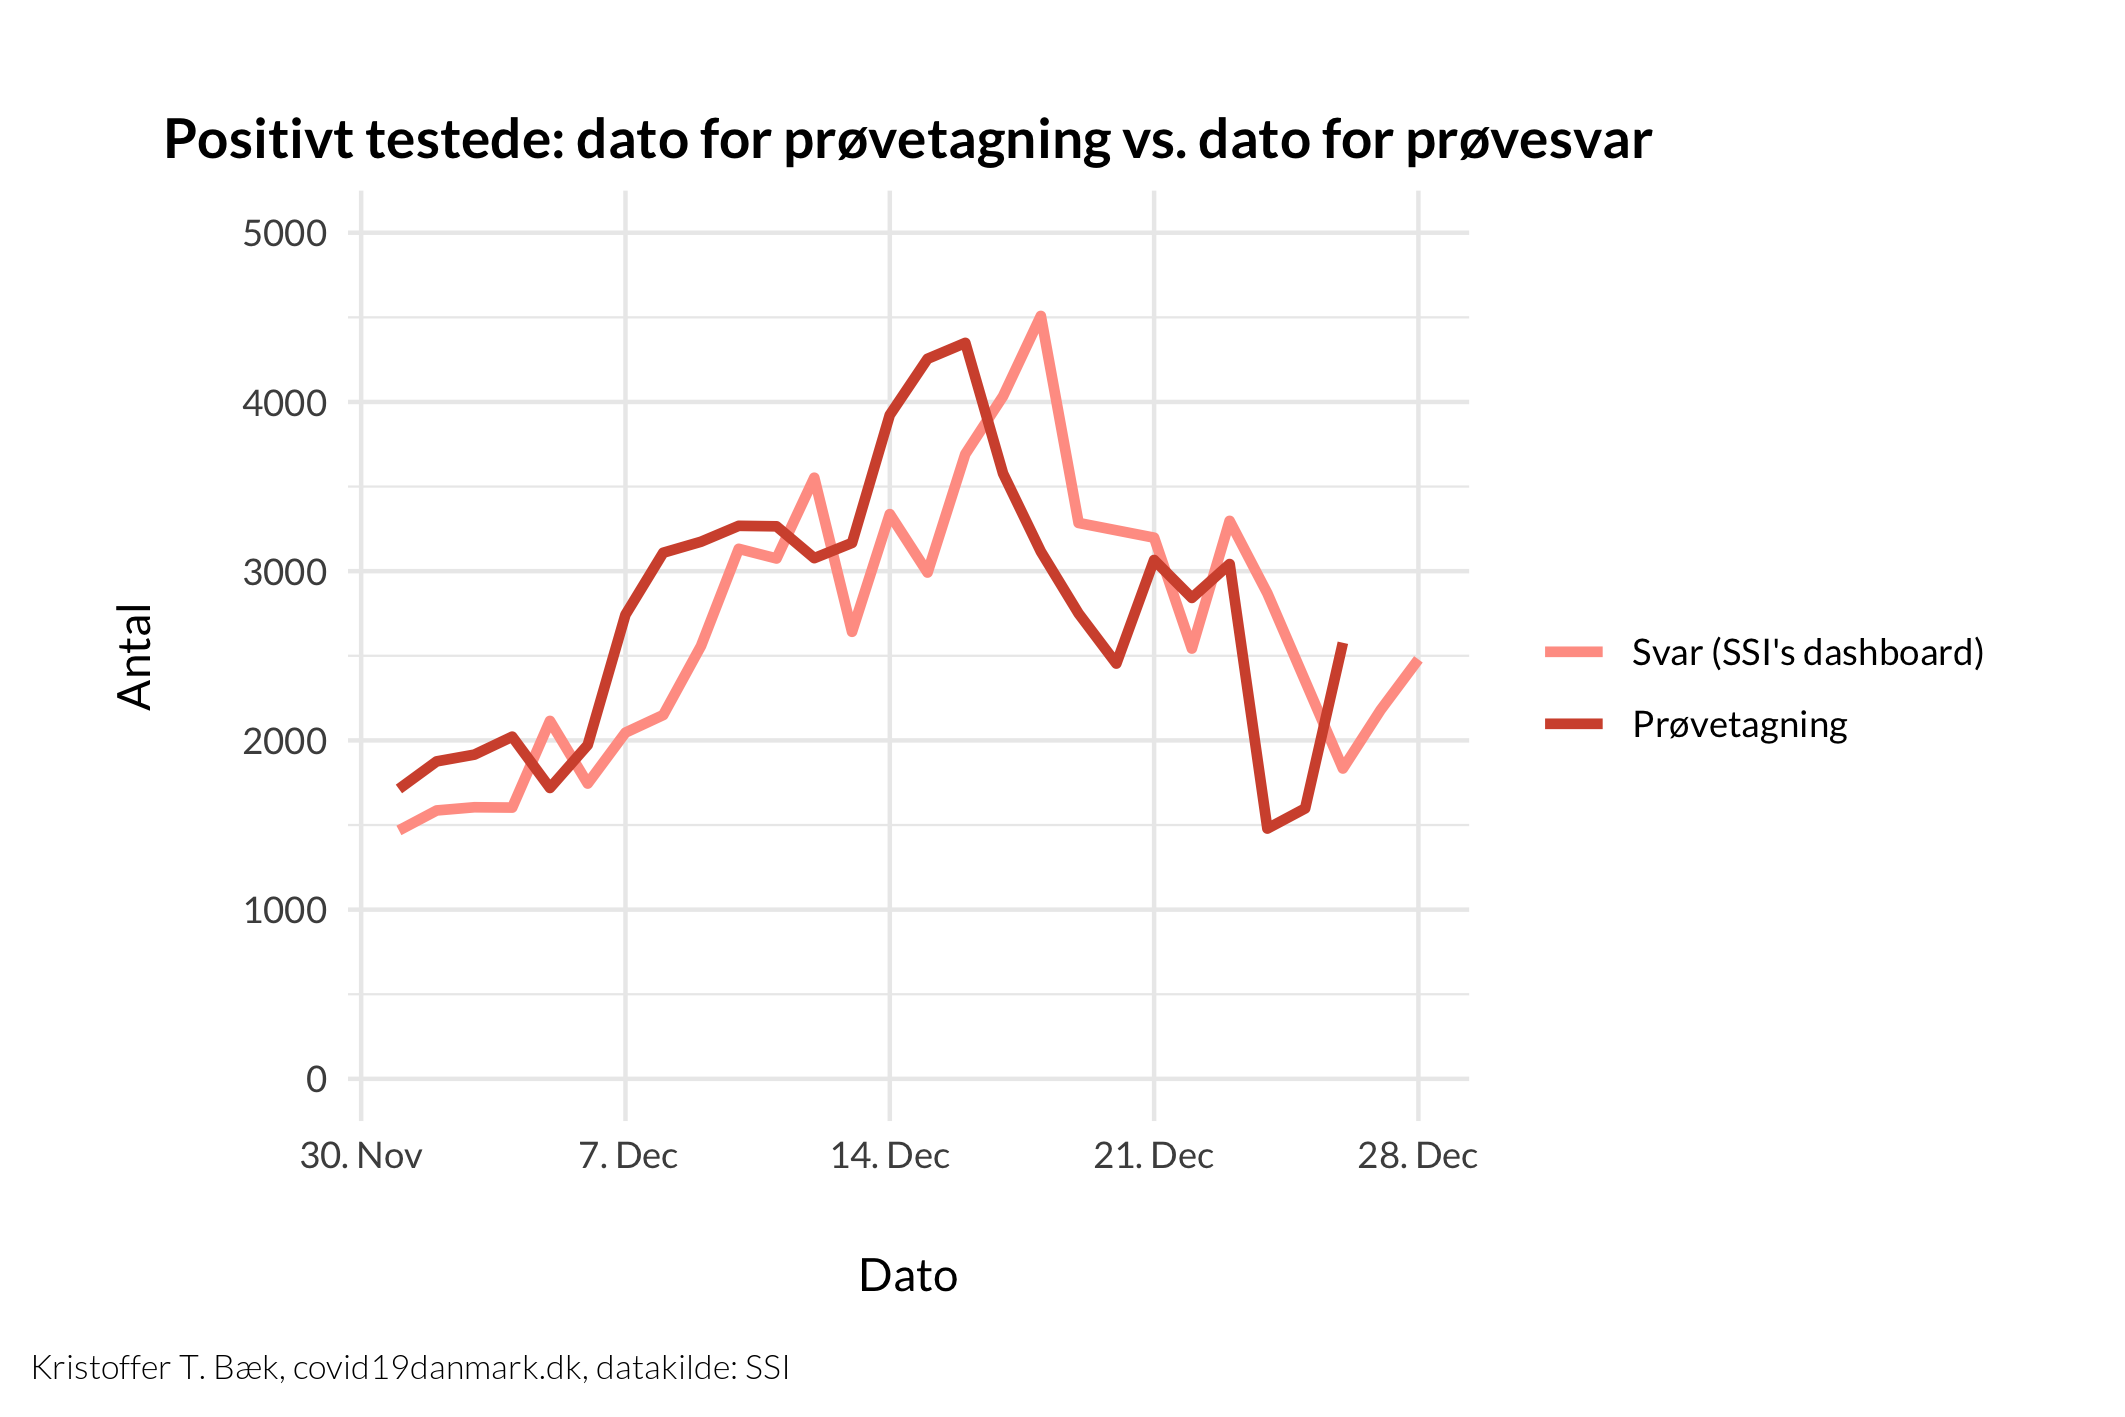 Positivt testede: dato for prøvetagning vs. dato for prøvesvar
5000
4000
3000
2000
1000
0
Antal
30. Nov
7. Dec
14. Dec
21. Dec
28. Dec
Dato
Svar (SSI's dashboard)
Prøvetagning
Kristoffer T. Bæk, covid19danmark.dk, datakilde: SSI